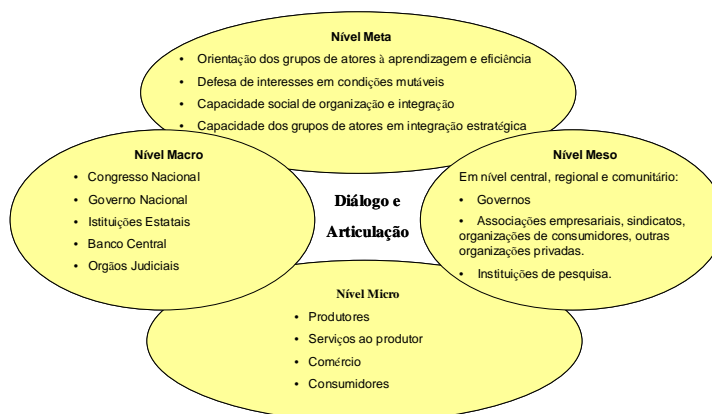 Nível Meta
• Orientação dos grupos de atores à aprendizagem e eficiência
• Defesa de interesses em condições mutáveis
• Capacidade social de organização e integração
• Capacidade dos grupos de atores em integração estratégica
Nível Macro
• Congresso Nacional
• Governo Nacional
• Istituições Estatais
• Banco Central
• Orgãos Judiciais
Diálogo e
Articulação
Nível Meso
Em nível central, regional e comunitário:
• Governos
• Associações empresariais, sindicatos,
organizações de consumidores, outras
organizações privadas.
• Instituições de pesquisa.
Nível Micro
• Produtores
• Serviços ao produtor
• Comércio
• Consumidores